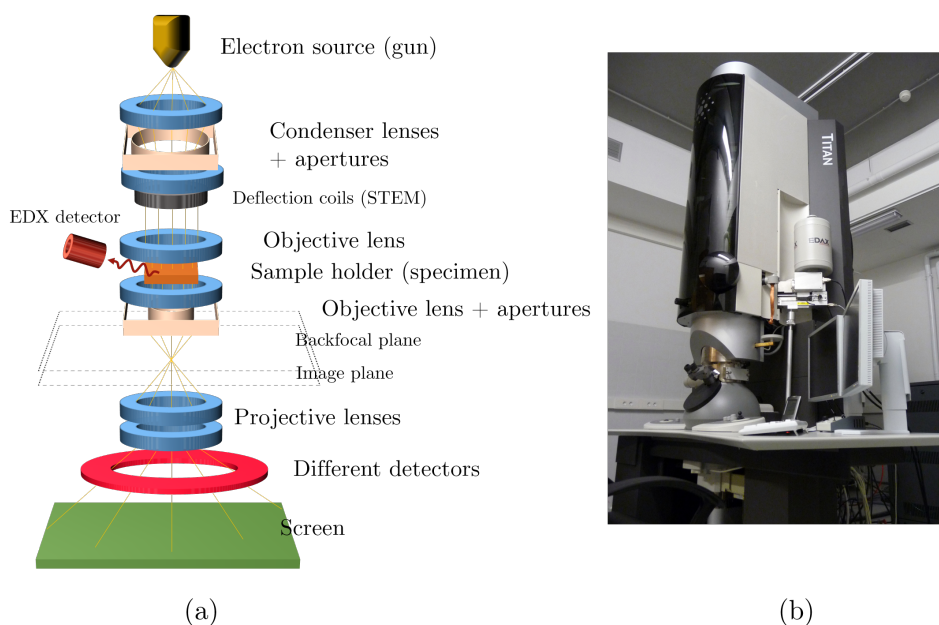 Electron source (gun)
Condenser lenses
+ apertures
Deflection coils (STEM)
EDX detector
Objective lens
Sample holder (specimen)
Objective lens + apertures
Backfocal plane
Image plane
Projective lenses
Different detectors
Screen
(a)
TITAN
EDAX
(b)